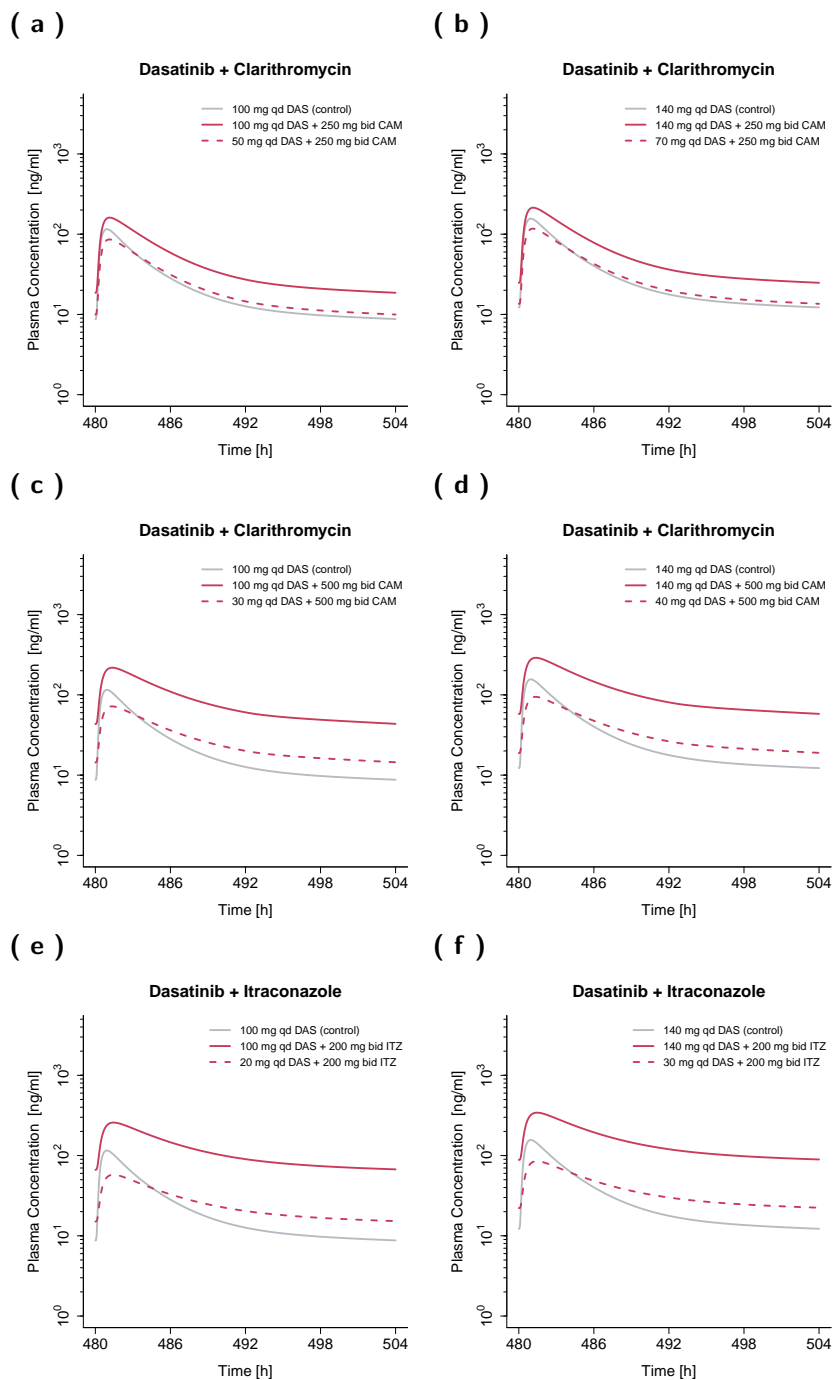 ( a )
Dasatinib + Clarithromycin
100 mg qd DAS (control)
100 mg qd DAS + 250 mg bid CAM
50 mg qd DAS + 250 mg bid CAM
Plasma Concentration [ng/ml]
10^3
10^2
10^1
10^0
480 486 492 498 504
Time [h]
( b )
Dasatinib + Clarithromycin
140 mg qd DAS (control)
140 mg qd DAS + 250 mg bid CAM
70 mg qd DAS + 250 mg bid CAM
Plasma Concentration [ng/ml]
10^3
10^2
10^1
10^0
480 486 492 498 504
Time [h]
( c )
Dasatinib + Clarithromycin
100 mg qd DAS (control)
100 mg qd DAS + 500 mg bid CAM
30 mg qd DAS + 500 mg bid CAM
Plasma Concentration [ng/ml]
10^3
10^2
10^1
10^0
480 486 492 498 504
Time [h]
( d )
Dasatinib + Clarithromycin
140 mg qd DAS (control)
140 mg qd DAS + 500 mg bid CAM
40 mg qd DAS + 500 mg bid CAM
Plasma Concentration [ng/ml]
10^3
10^2
10^1
10^0
480 486 492 498 504
Time [h]
( e )
Dasatinib + Itraconazole
100 mg qd DAS (control)
100 mg qd DAS + 200 mg bid ITZ
20 mg qd DAS + 200 mg bid ITZ
Plasma Concentration [ng/ml]
10^3
10^2
10^1
10^0
480 486 492 498 504
Time [h]
( f )
Dasatinib + Itraconazole
140 mg qd DAS (control)
140 mg qd DAS + 200 mg bid ITZ
30 mg qd DAS + 200 mg bid ITZ
Plasma Concentration [ng/ml]
10^3
10^2
10^1
10^0
480 486 492 498 504
Time [h]